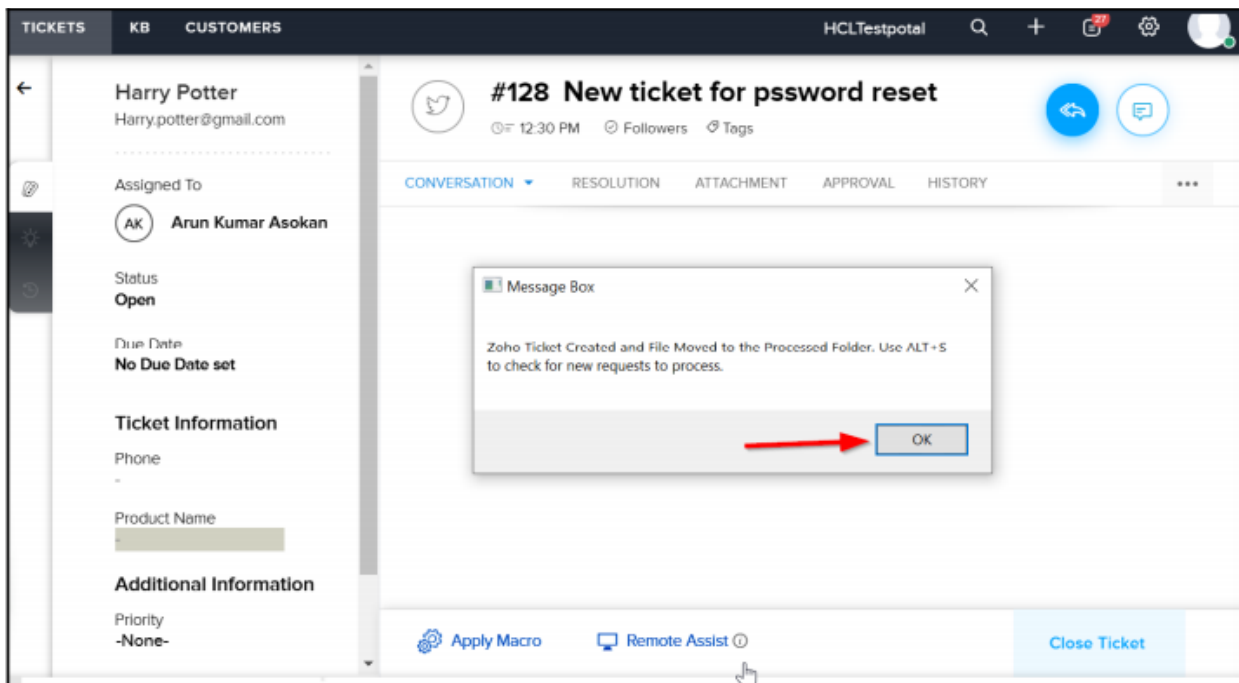 TICKETS KB CUSTOMERS HCLTestpotal 27
Harry Potter
Harry.potter@gmail.com
#128 New ticket for pssword reset
12:30 PM Followers Tags
Assigned To
AK Arun Kumar Asokan
CONVERSATION RESOLUTION ATTACHMENT APPROVAL HISTORY
Status
Open
Due Date
No Due Date set
Message Box
Zoho Ticket Created and File Moved to the Processed Folder. Use ALT+S
to check for new requests to process.
OK
Ticket Information
Phone
-
Product Name
-
Additional Information
Priority
-None-
Apply Macro Remote Assist Close Ticket